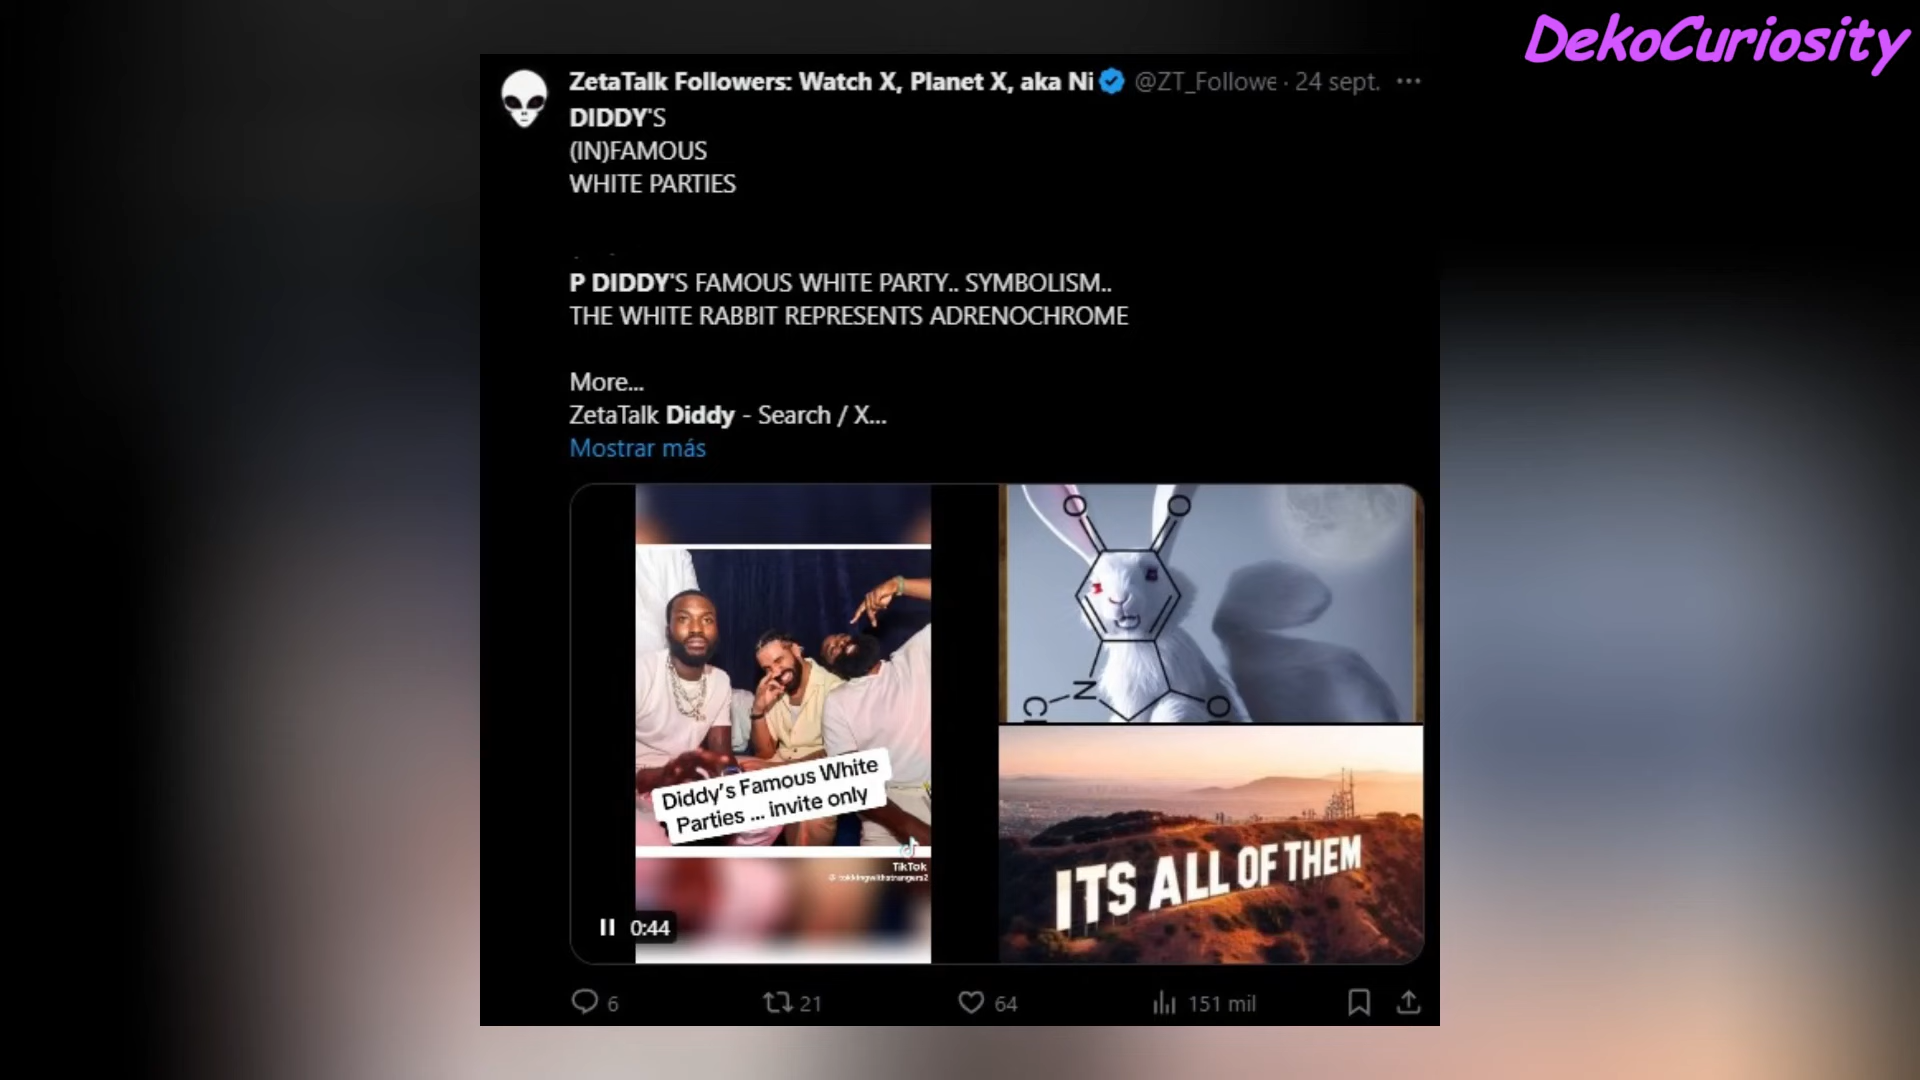 DekoCuriosity
ZetaTalk Followers: Watch X, Planet X, aka Ni @ZT_Followe · 24 sept.
DIDDY'S
(IN)FAMOUS
WHITE PARTIES
P DIDDY'S FAMOUS WHITE PARTY.. SYMBOLISM..
THE WHITE RABBIT REPRESENTS ADRENOCHROME
More...
ZetaTalk Diddy - Search / X...
Mostrar más
O O
N
O
Diddy's Famous White
Parties ... invite only
TikTok
ITS ALL OF THEM
0:44
6 21 64 151 mil